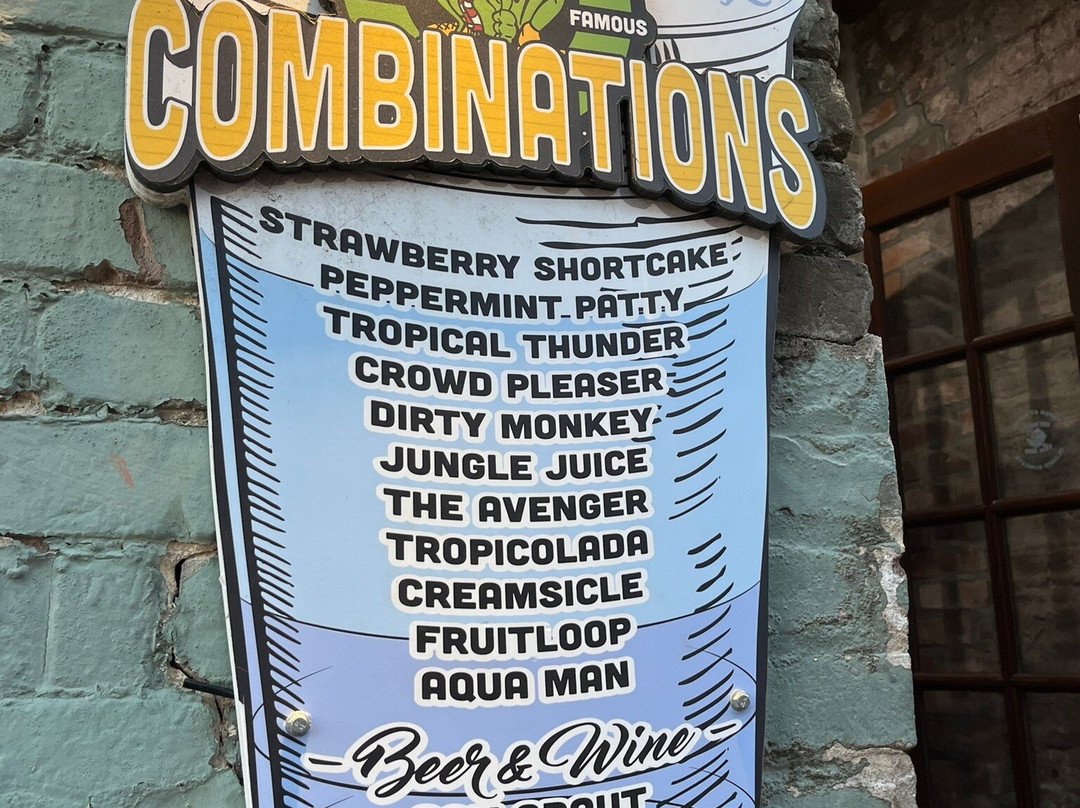 FAMOUS
COMBINATIONS
STRAWBERRY SHORTCAKE
PEPPERMINT PATTY
TROPICAL THUNDER
CROWD PLEASER
DIRTY MONKEY
JUNGLE JUICE
THE AVENGER
TROPICOLADA
CREAMSICLE
FRUITLOOP
AQUA MAN
- Beer & Wine -